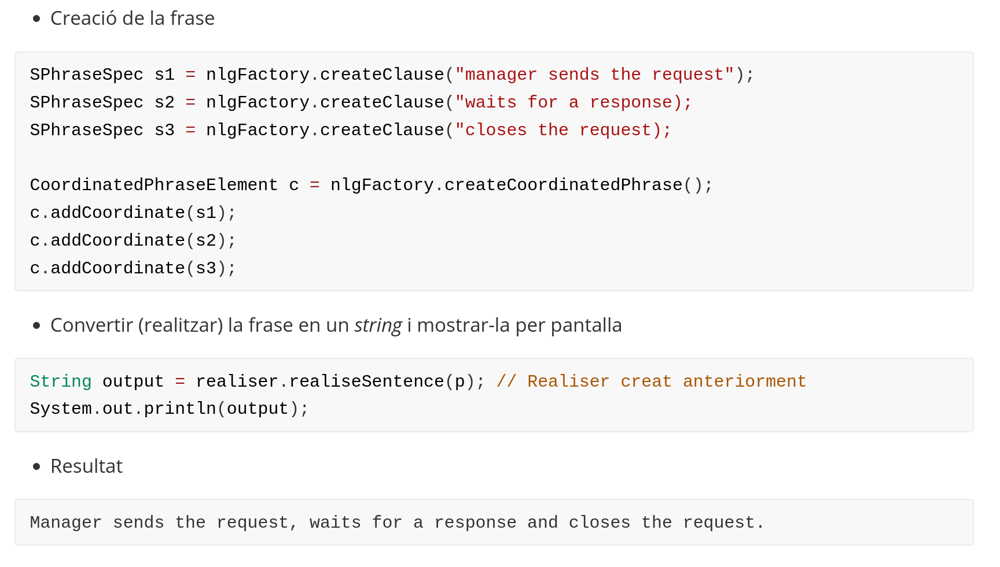 Creació de la frase
SPhraseSpec s1 = nlgFactory.createClause("manager sends the request");
SPhraseSpec s2 = nlgFactory.createClause("waits for a response);
SPhraseSpec s3 = nlgFactory.createClause("closes the request);
CoordinatedPhraseElement c = nlgFactory.createCoordinatedPhrase();
c.addCoordinate(s1);
c.addCoordinate(s2);
c.addCoordinate(s3);
Convertir (realitzar) la frase en un string i mostrar-la per pantalla
String output = realiser.realiseSentence(p); // Realiser creat anteriorment
System.out.println(output);
Resultat
Manager sends the request, waits for a response and closes the request.